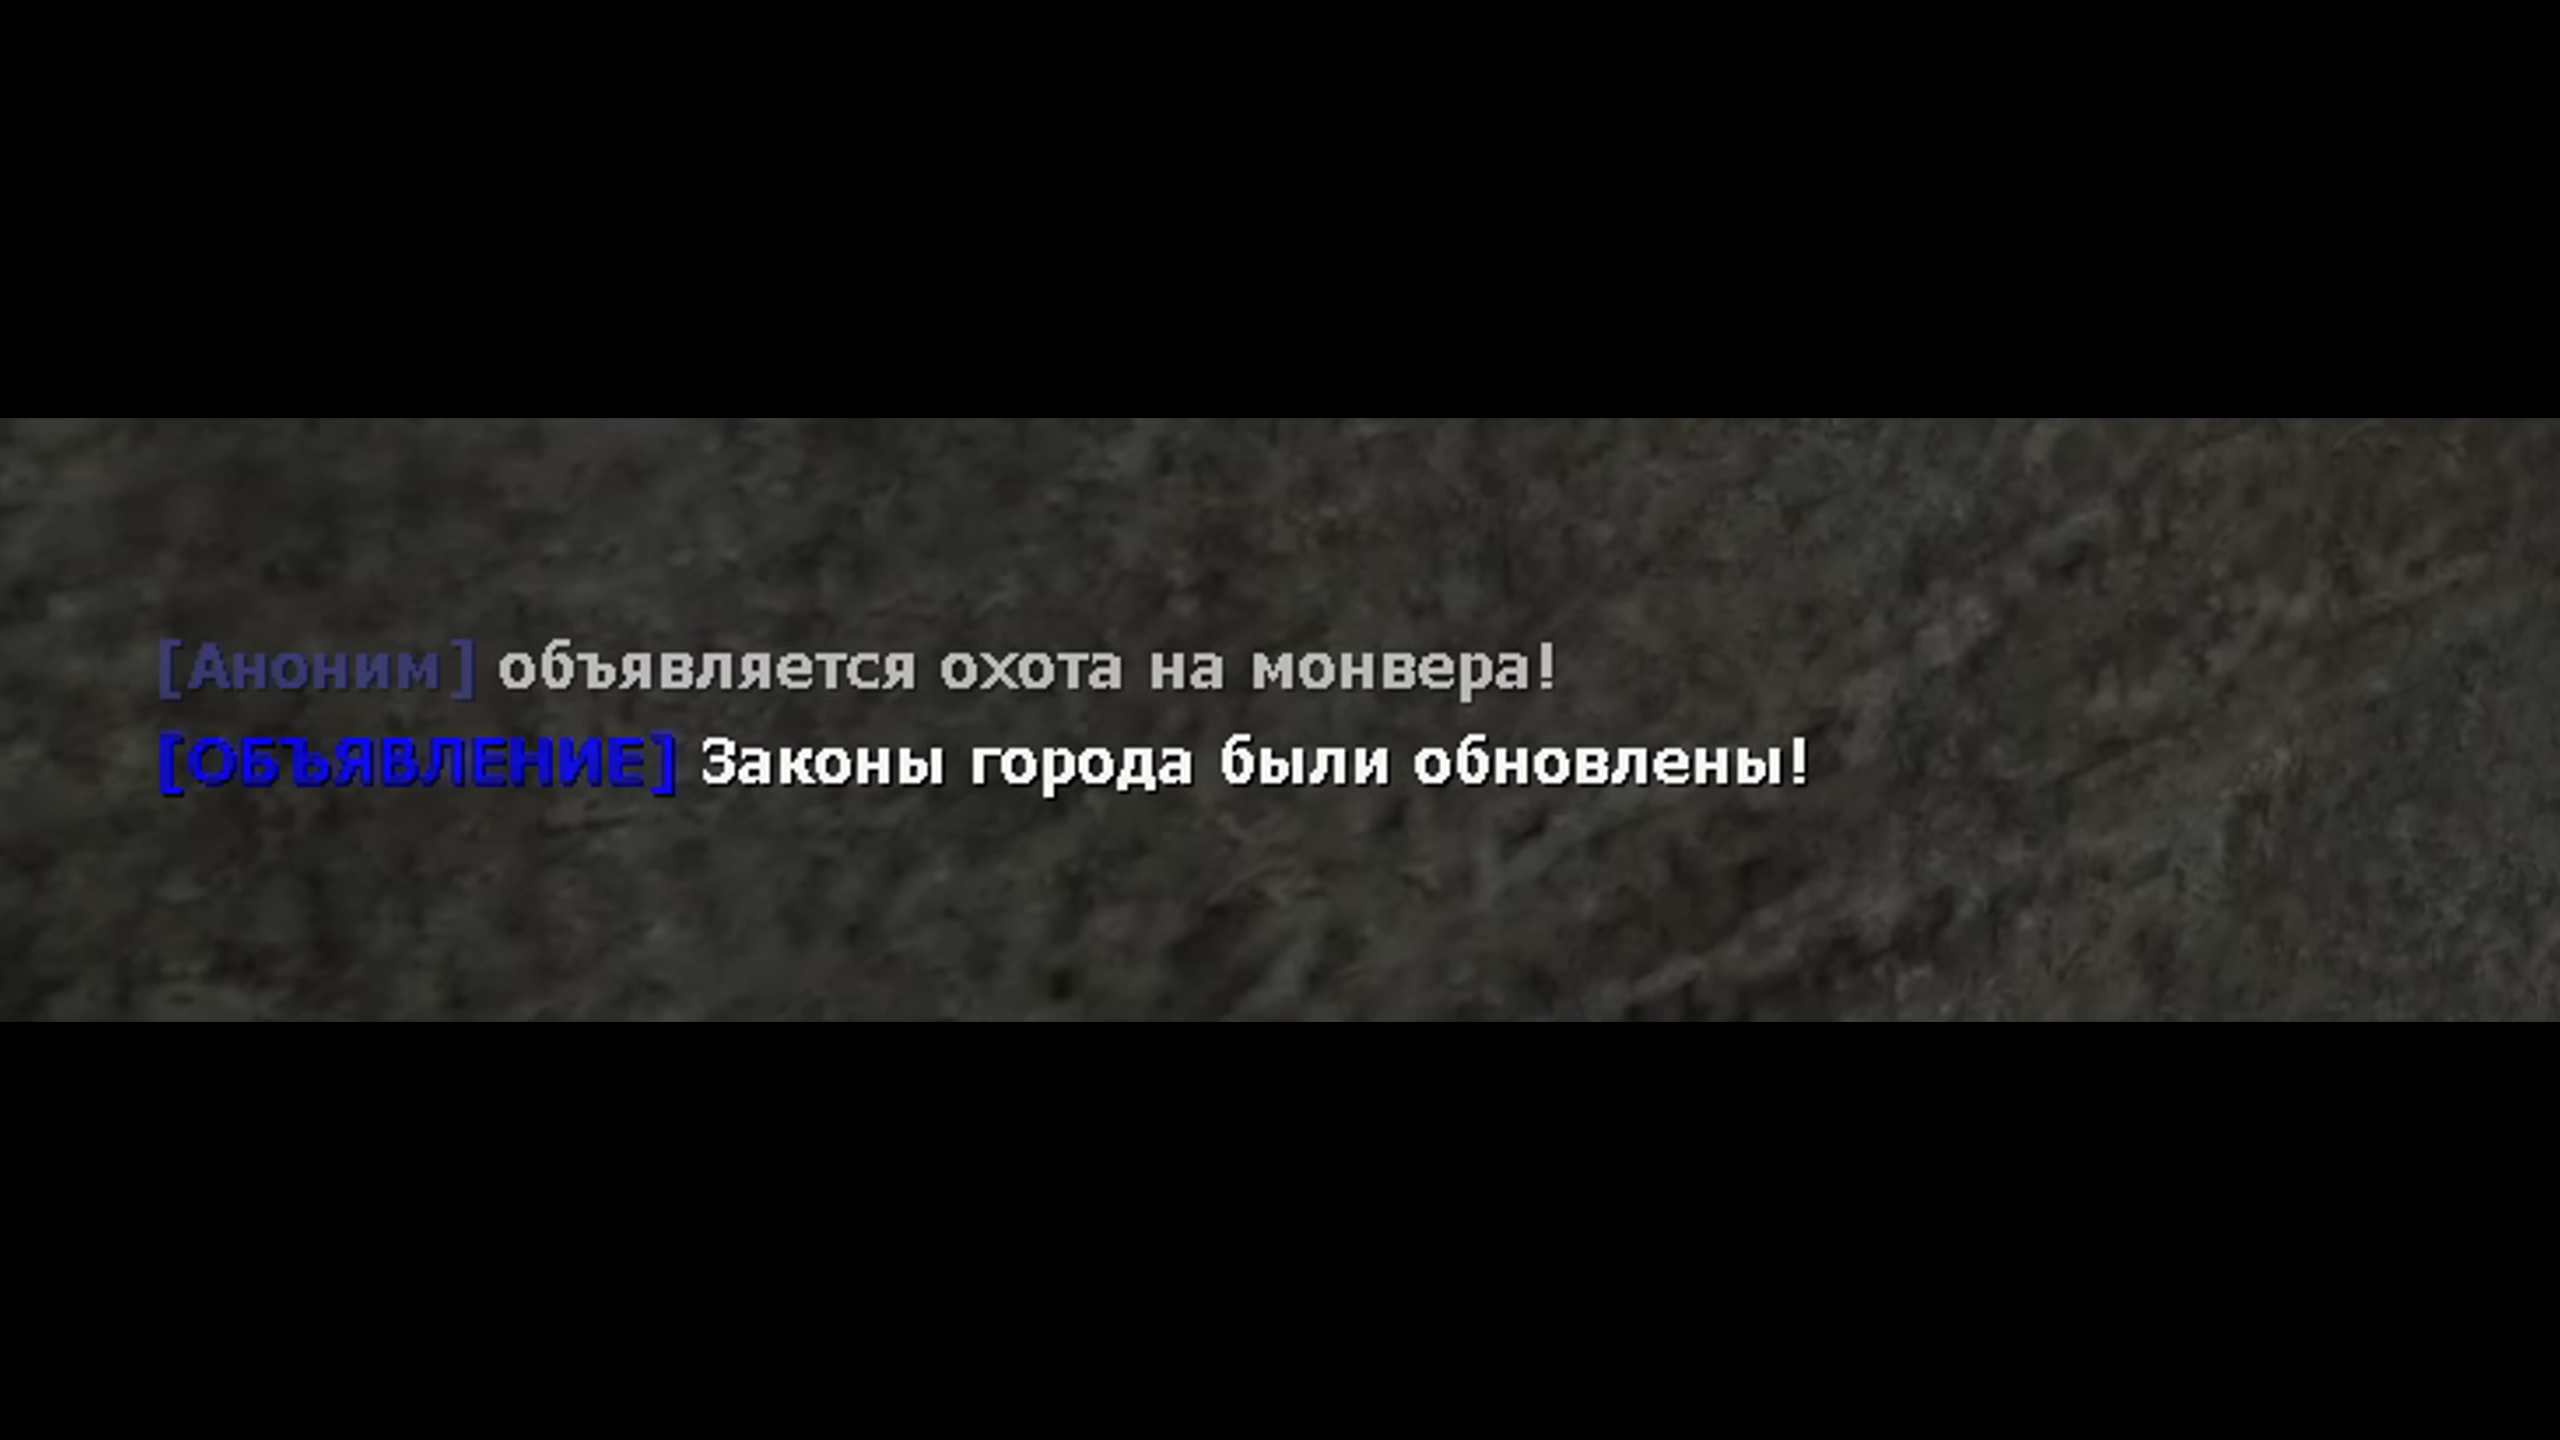 [Аноним] объявляется охота на монвера!
[ОБЪЯВЛЕНИЕ] Законы города были обновлены!